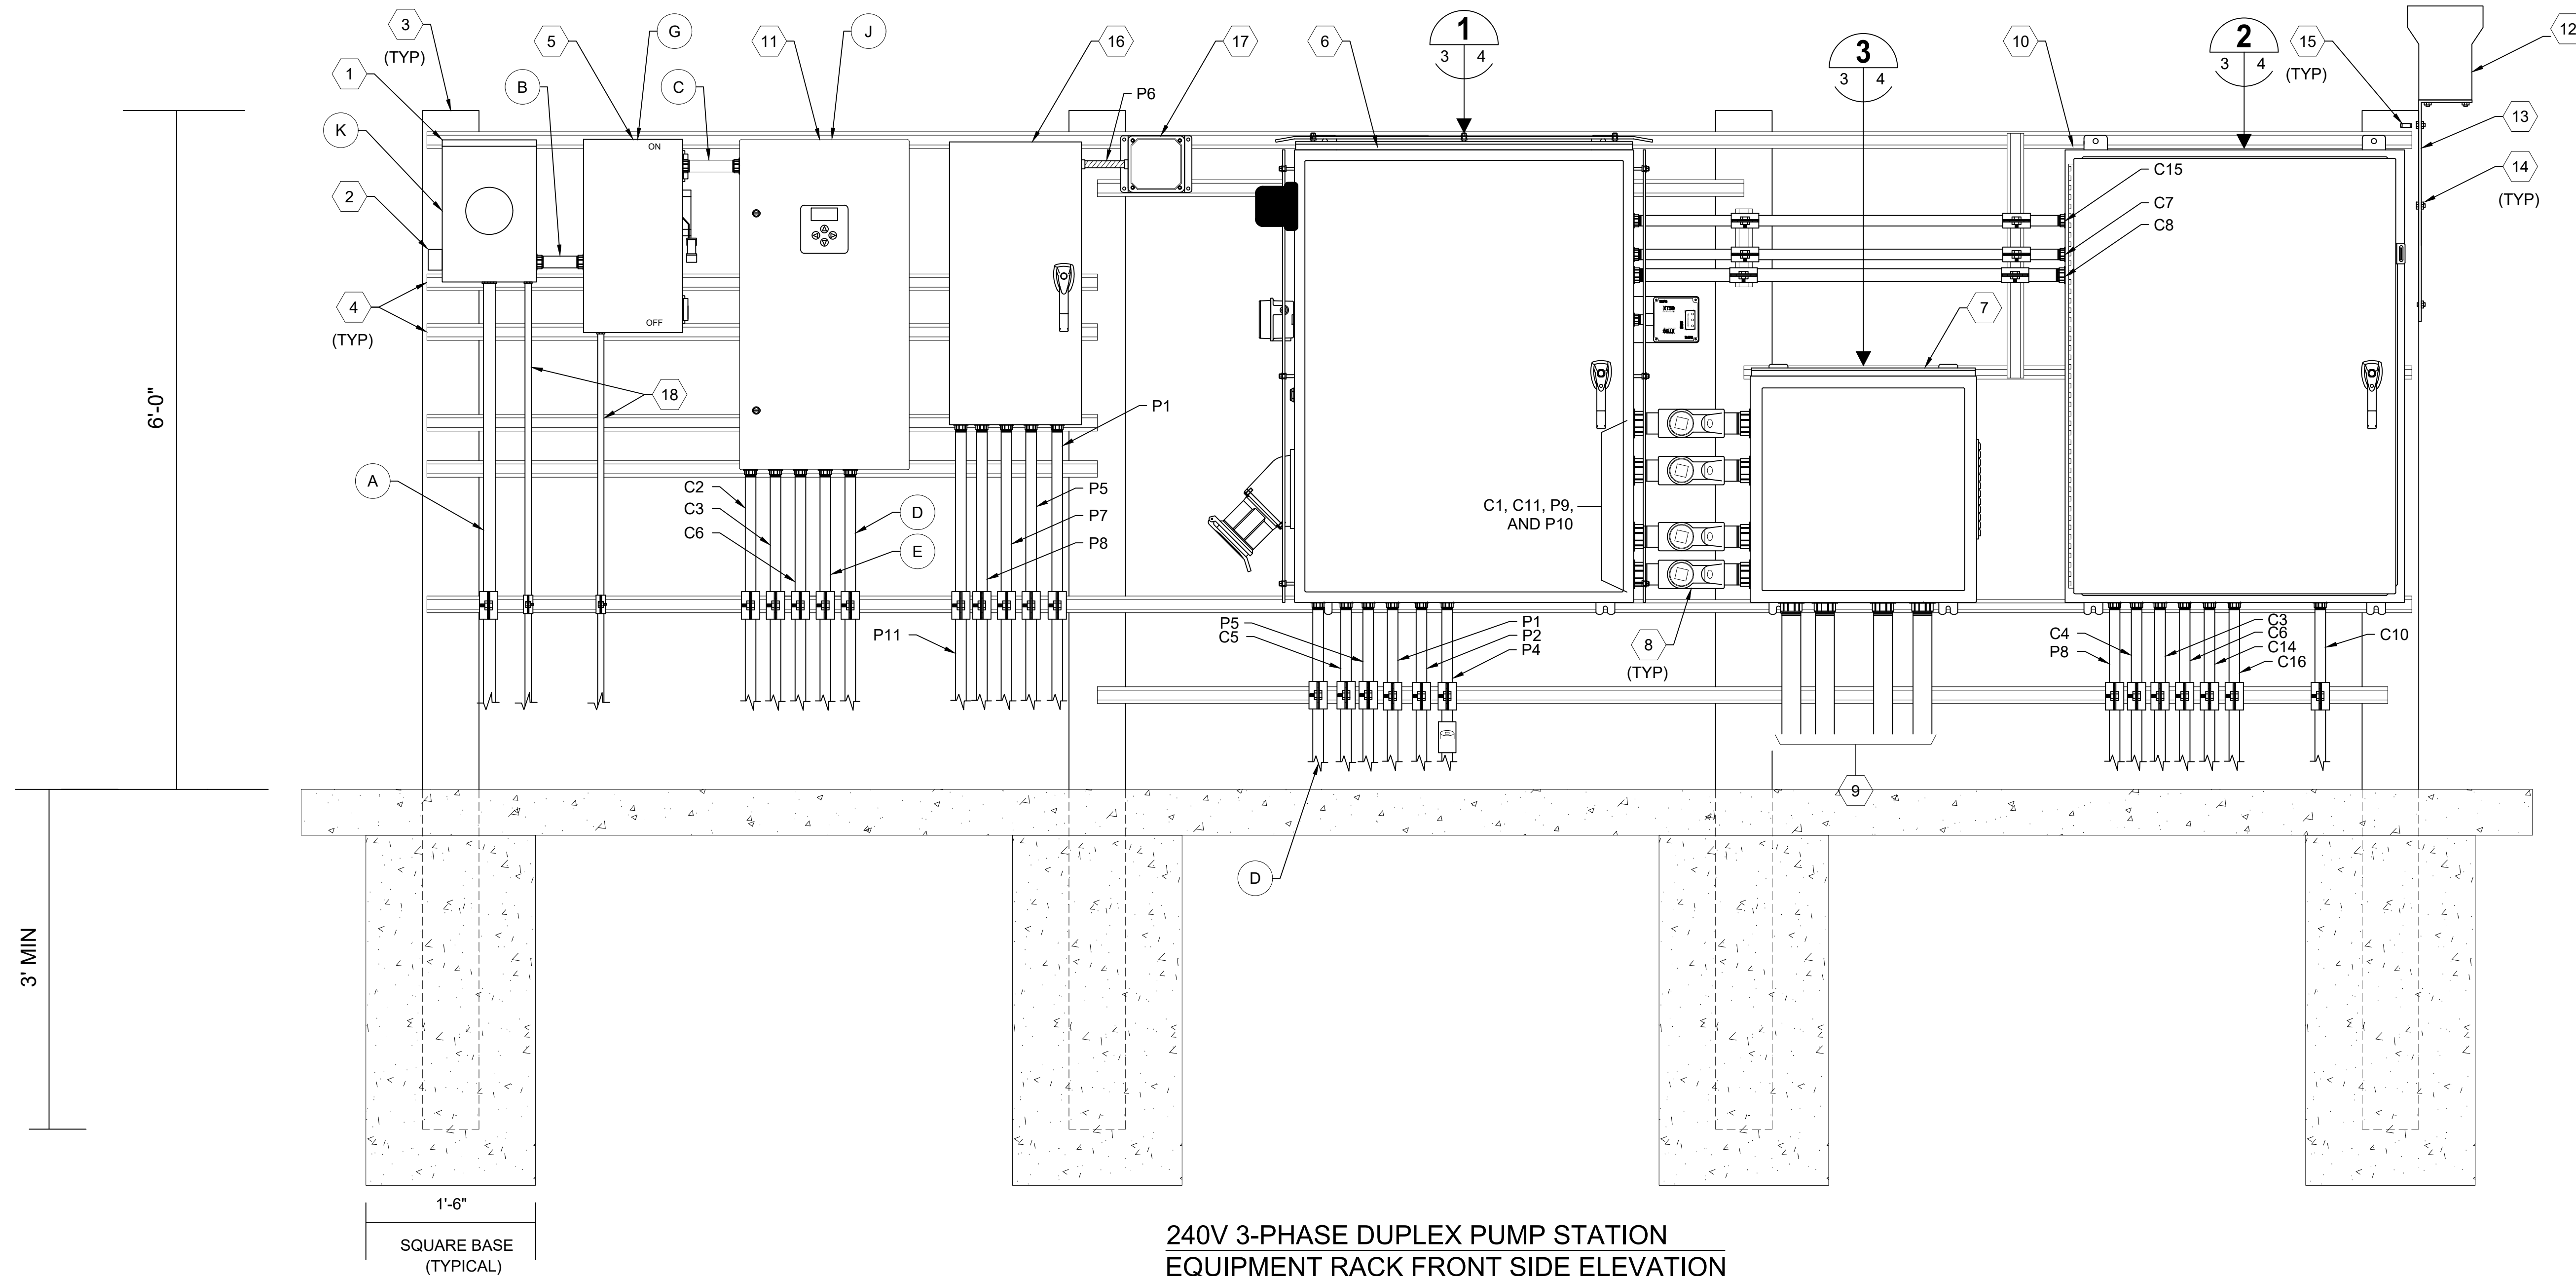 3
(TYP)
5
G
11
J
16
17
6
1
3 4
3
3 4
10
2
3 4
15
(TYP)
12
1
B
C
P6
K
ON
13
2
14
(TYP)
C15
C7
C8
4
(TYP)
OFF
7
18
P1
6'-0"
A
C2
C3
C6
D
E
P5
P7
P8
C1, C11, P9,
AND P10
P11
P5
C5
P1
P2
P4
8
(TYP)
C4
P8
C3
C6
C14
C16
C10
9
D
3' MIN
1'-6"
SQUARE BASE
(TYPICAL)
240V 3-PHASE DUPLEX PUMP STATION
EQUIPMENT RACK FRONT SIDE ELEVATION